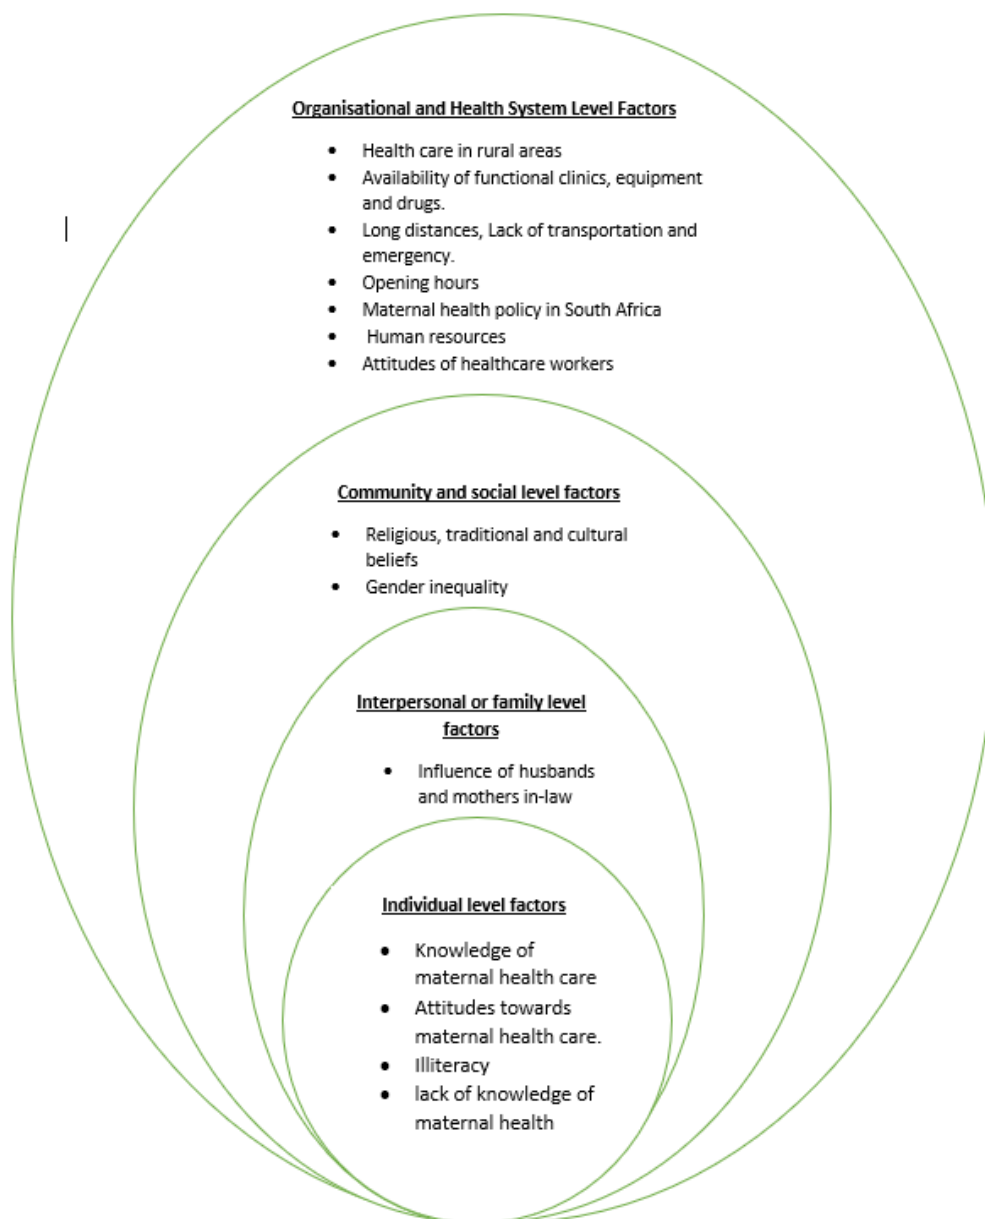 Organisational and Health System Level Factors
• Health care in rural areas
• Availability of functional clinics, equipment
and drugs.
• Long distances, Lack of transportation and
emergency.
• Opening hours
• Maternal health policy in South Africa
• Human resources
• Attitudes of healthcare workers
Community and social level factors
• Religious, traditional and cultural
beliefs
• Gender inequality
Interpersonal or family level
factors
• Influence of husbands
and mothers in-law
Individual level factors
• Knowledge of
maternal health care
• Attitudes towards
maternal health care.
• Illiteracy
• lack of knowledge of
maternal health